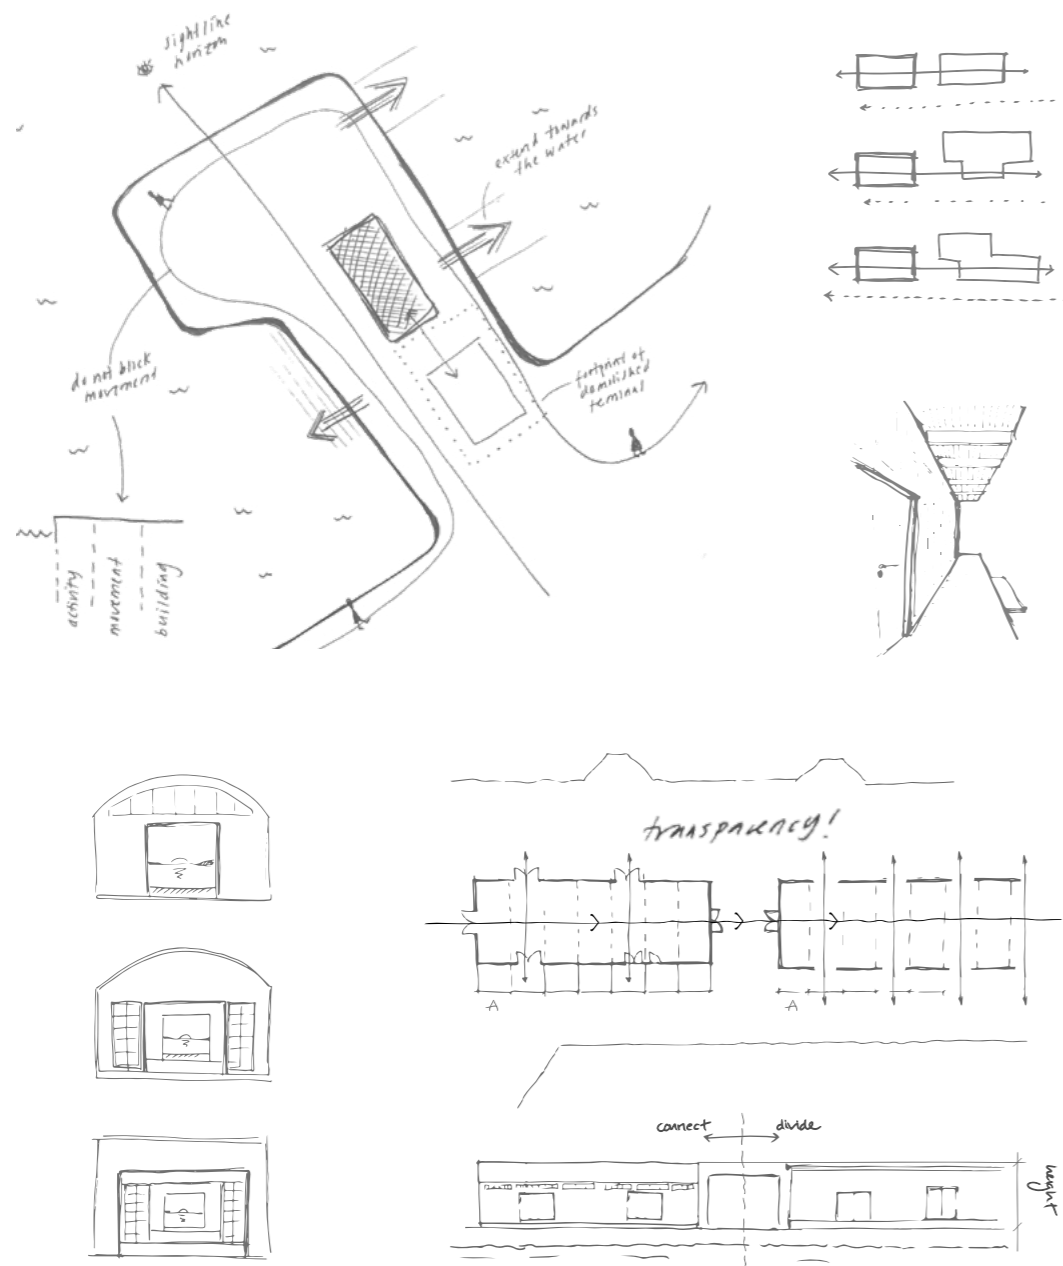 sightline
horizon
extend towards
the water
do not block
movement
footprint of
demolished
terminal
activity
movement
building
transparency!
A
A
connect
divide
height